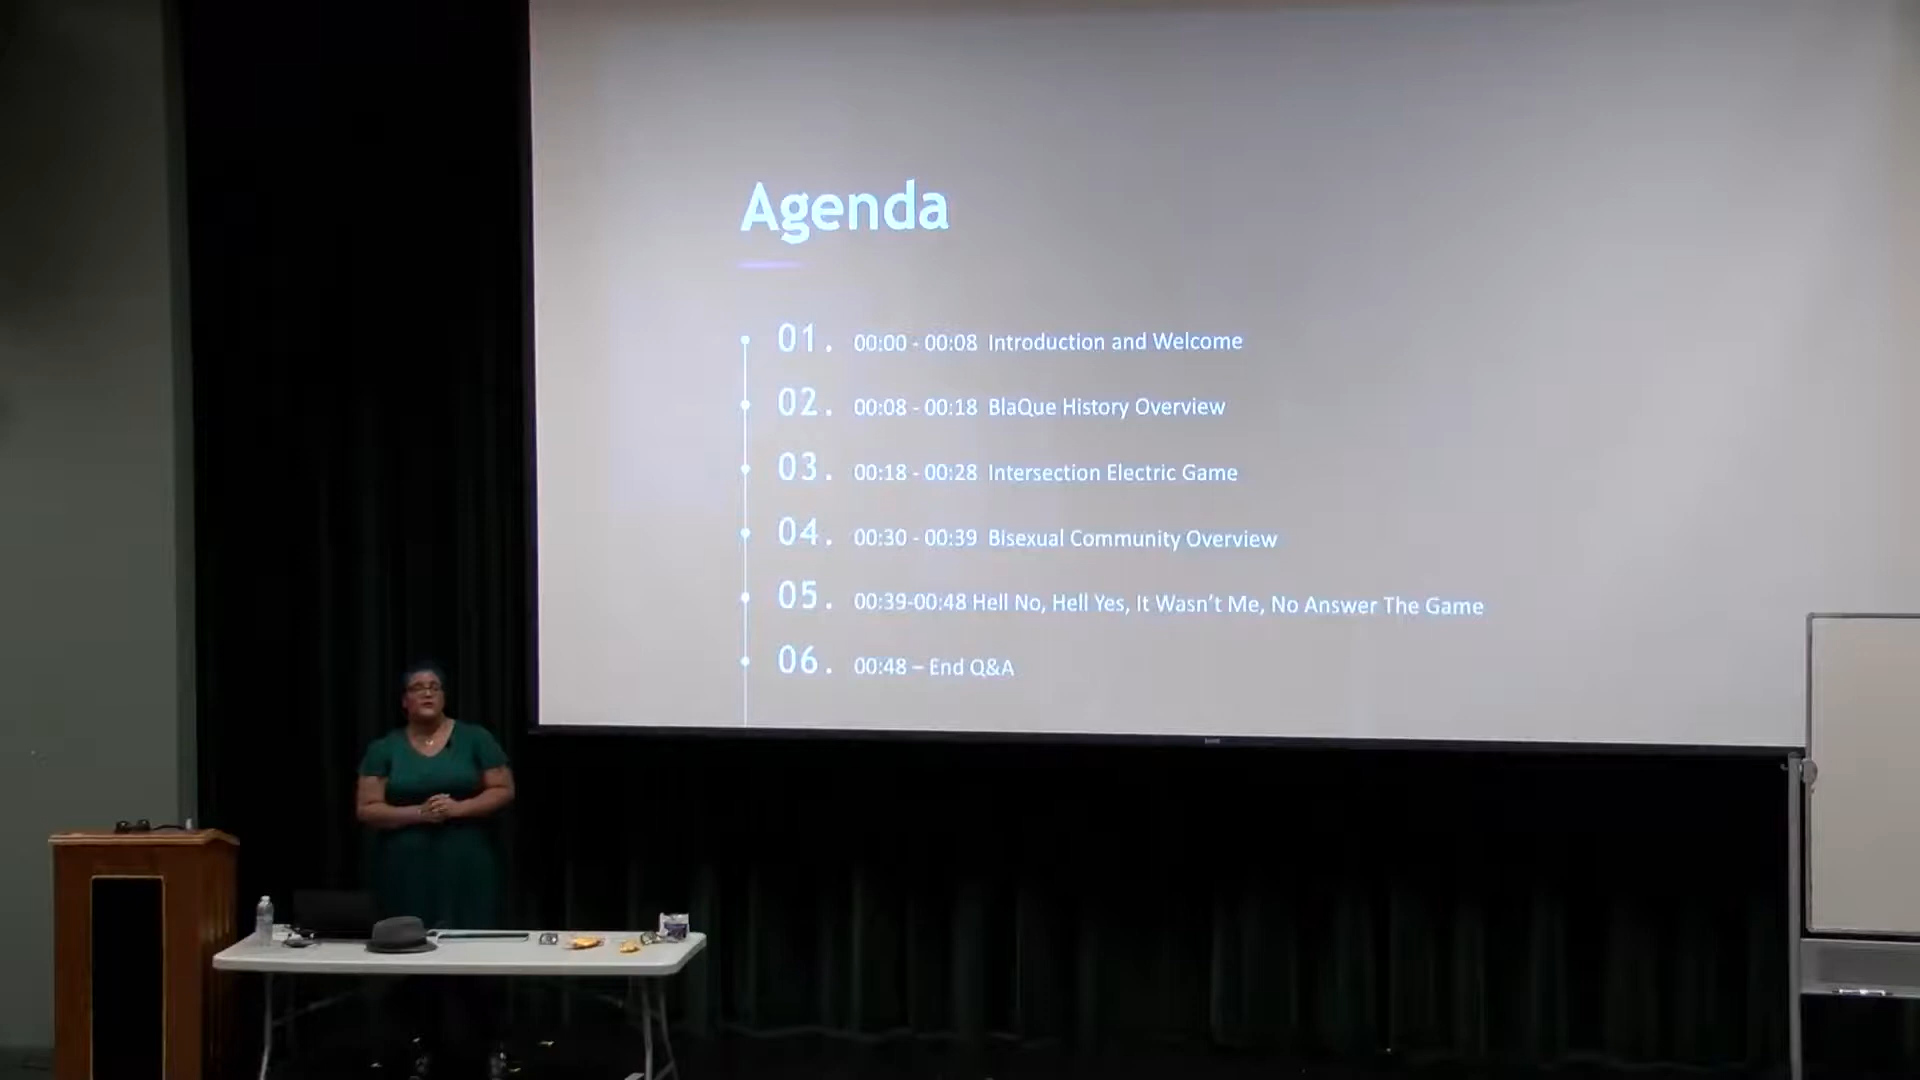 Agenda
01. 00:00 - 00:08 Introduction and Welcome
02. 00:08 - 00:18 BlaQue History Overview
03. 00:18 - 00:28 Intersection Electric Game
04. 00:30 - 00:39 Bisexual Community Overview
05. 00:39-00:48 Hell No, Hell Yes, It Wasn't Me, No Answer The Game
06. 00:48 – End Q&A